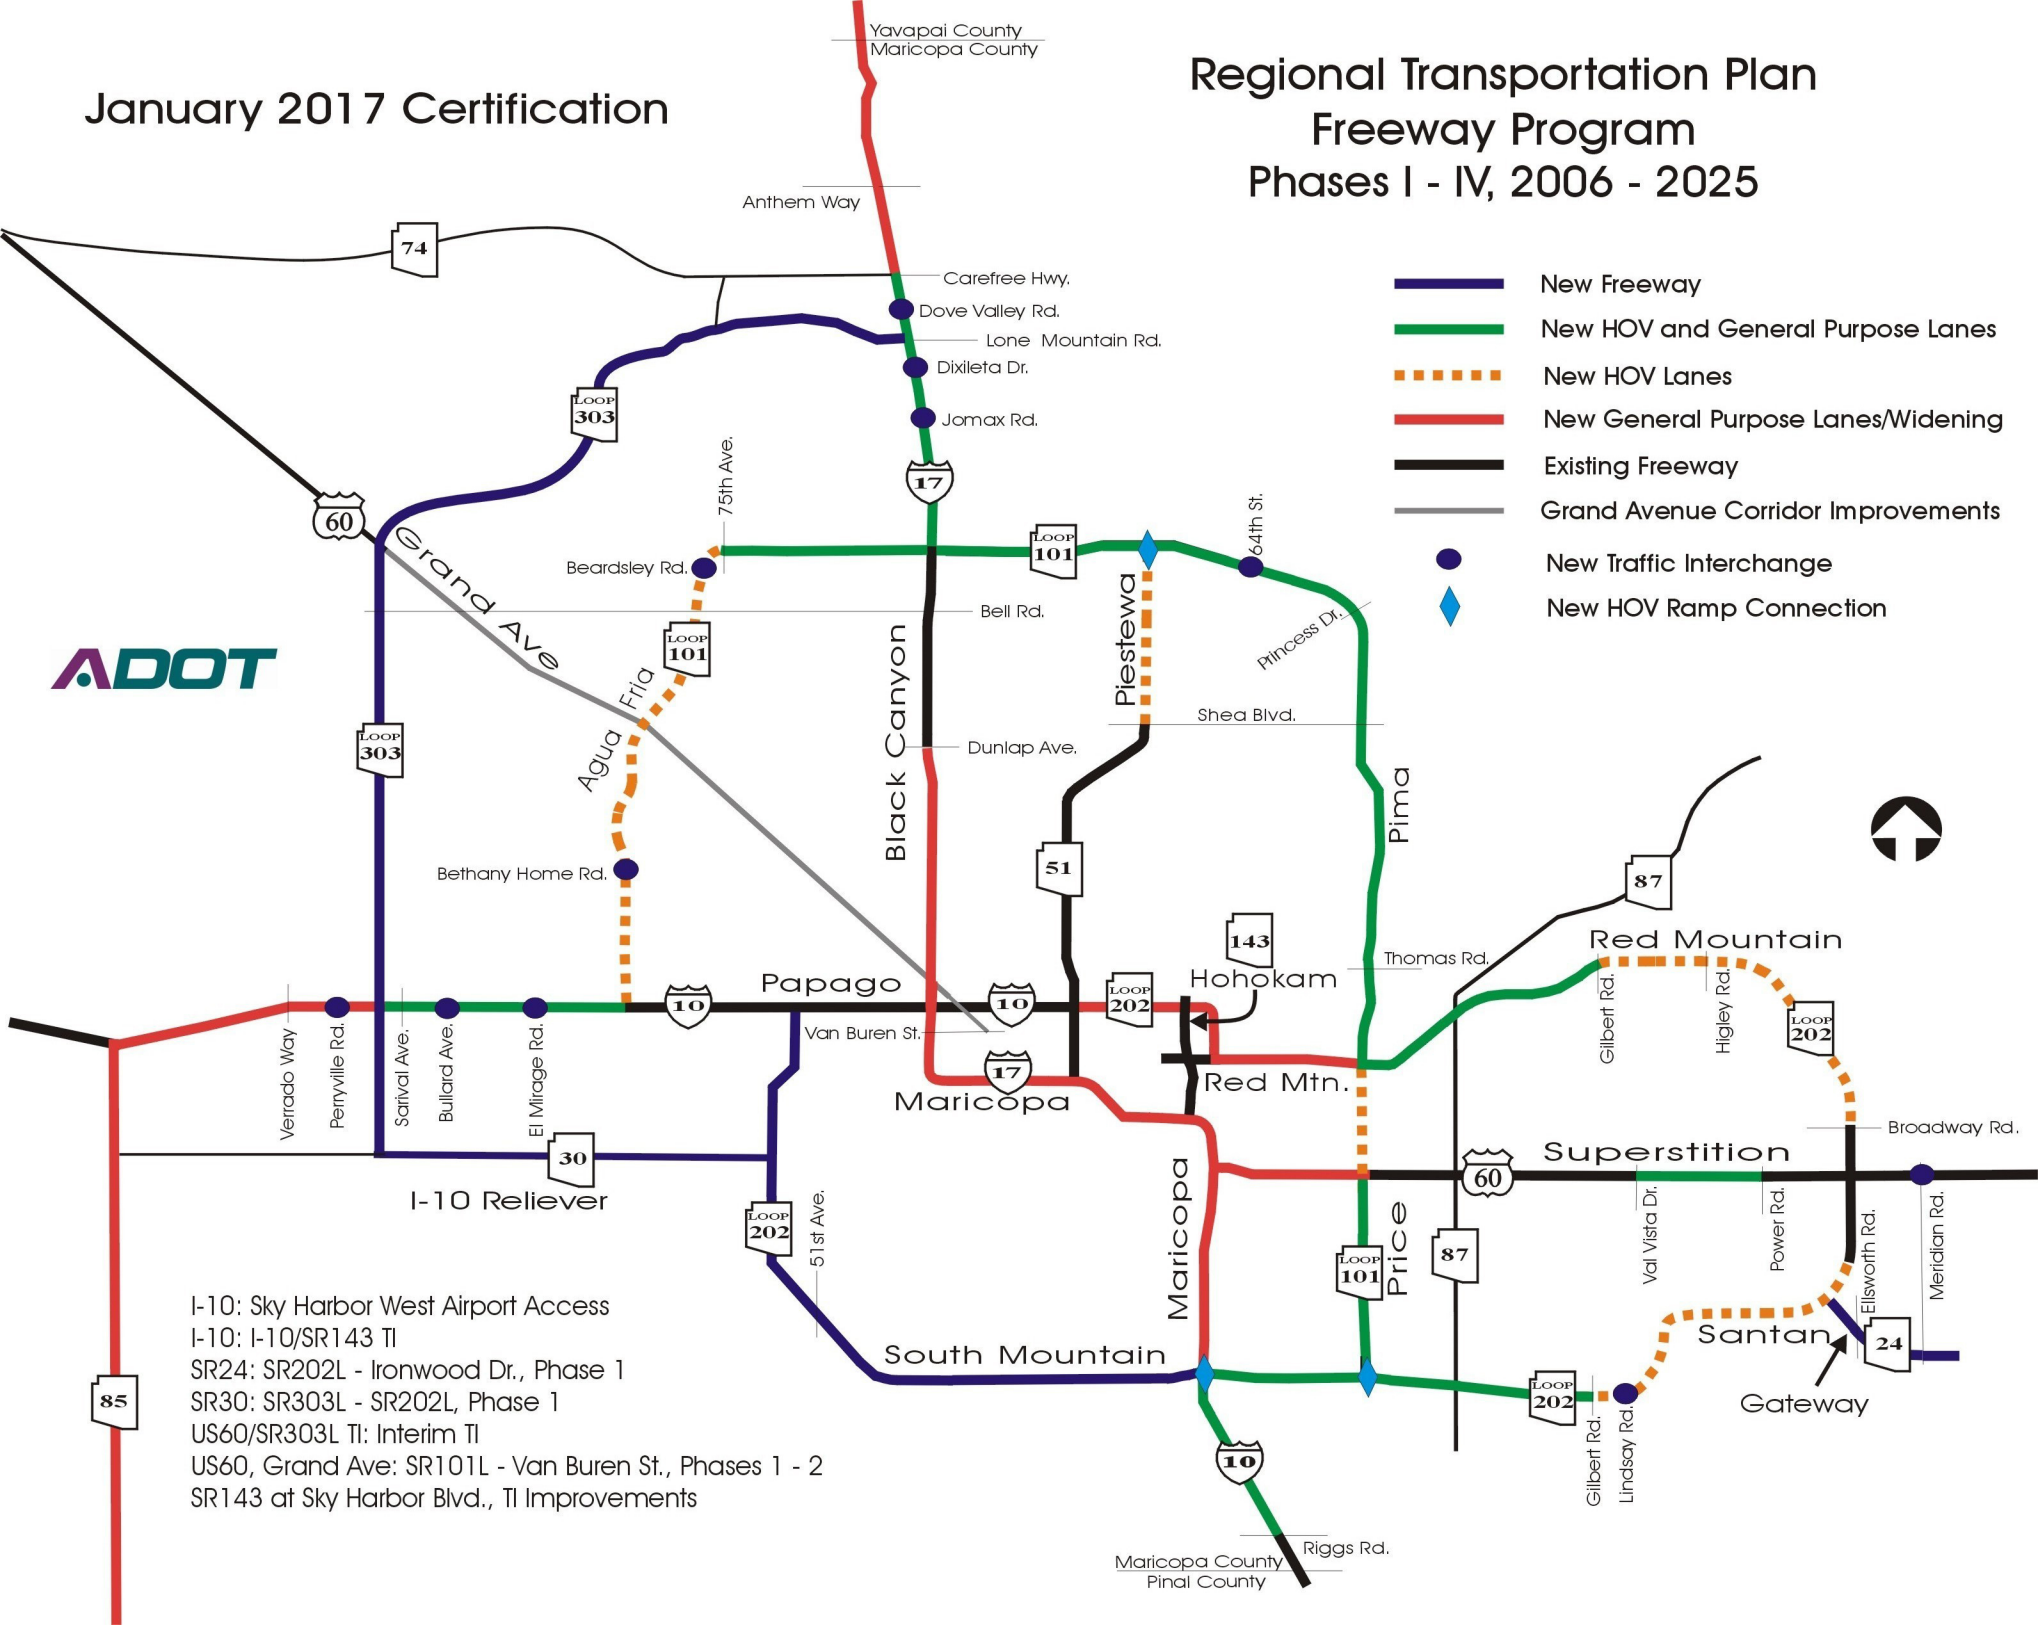 Yavapai County
Maricopa County
January 2017 Certification
Regional Transportation Plan
Freeway Program
Phases I - IV, 2006 - 2025
Anthem Way
74
Carefree Hwy.
Dove Valley Rd.
Lone Mountain Rd.
Dixileta Dr.
Jomax Rd.
New Freeway
New HOV and General Purpose Lanes
New HOV Lanes
New General Purpose Lanes/Widening
Existing Freeway
Grand Avenue Corridor Improvements
New Traffic Interchange
New HOV Ramp Connection
LOOP
303
75th Ave.
17
60
Grand Ave
LOOP
101
64th St.
Beardsley Rd.
Bell Rd.
Piestewa
Princess Dr.
ADOT
LOOP
101
Agua Fria
Black Canyon
Shea Blvd.
LOOP
303
Dunlap Ave.
Pima
Bethany Home Rd.
51
87
143
Hohokam
Red Mountain
Thomas Rd.
Papago
10
10
LOOP
202
Gilbert Rd.
Higley Rd.
LOOP
202
Van Buren St.
Verrado Way
Perryville Rd.
Sarival Ave.
Bullard Ave.
El Mirage Rd.
17
Maricopa
Red Mtn.
Broadway Rd.
30
I-10 Reliever
Superstition
60
Maricopa
Price
LOOP
202
51st Ave.
LOOP
101
87
Val Vista Dr.
Power Rd.
Ellsworth Rd.
Meridian Rd.
I-10: Sky Harbor West Airport Access
I-10: I-10/SR143 TI
SR24: SR202L - Ironwood Dr., Phase 1
SR30: SR303L - SR202L, Phase 1
US60/SR303L TI: Interim TI
US60, Grand Ave: SR101L - Van Buren St., Phases 1 - 2
SR143 at Sky Harbor Blvd., TI Improvements
85
South Mountain
Santan
24
Gateway
LOOP
202
Gilbert Rd.
Lindsay Rd.
10
Riggs Rd.
Maricopa County
Pinal County